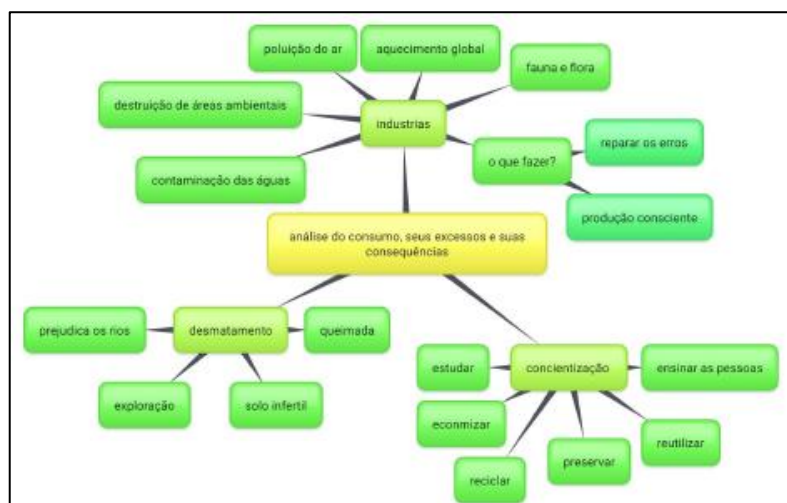 poluição do ar
aquecimento global
fauna e flora
destruição de áreas ambientais
industrias
reparar os erros
o que fazer?
contaminação das águas
produção consciente
análise do consumo, seus excessos e suas
consequências
prejudica os rios
desmatamento
queimada
exploração
solo infertil
estudar
concientização
ensinar as pessoas
econmizar
reutilizar
preservar
reciclar